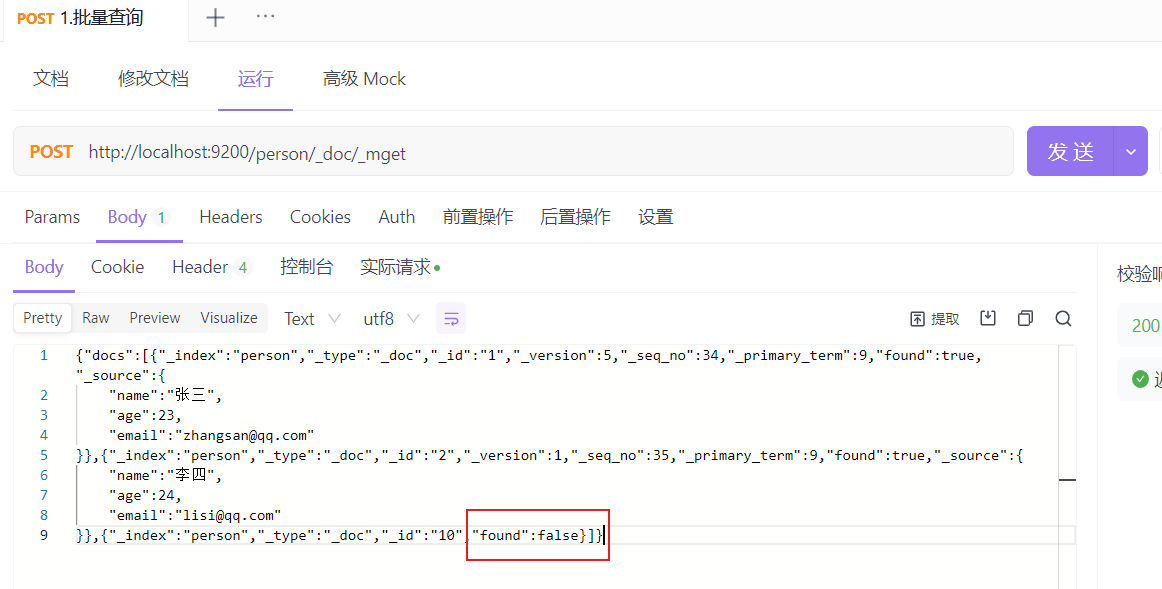 POST 1.批量查询 + ···
文档 修改文档 运行 高级 Mock
POST http://localhost:9200/person/_doc/_mget 发 送
Params Body 1 Headers Cookies Auth 前置操作 后置操作 设置
Body Cookie Header 4 控制台 实际请求
Pretty Raw Preview Visualize Text utf8 提取
校验响
200
1 {"docs":[{"_index":"person","_type":"_doc","_id":"1","_version":5,"_seq_no":34,"_primary_term":9,"found":true,
"_source":{
2 "name":"张三",
3 "age":23,
4 "email":"zhangsan@qq.com"
5 }},{"_index":"person","_type":"_doc","_id":"2","_version":1,"_seq_no":35,"_primary_term":9,"found":true,"_source":{
6 "name":"李四",
7 "age":24,
8 "email":"lisi@qq.com"
9 }},{"_index":"person","_type":"_doc","_id":"10","found":false}]}